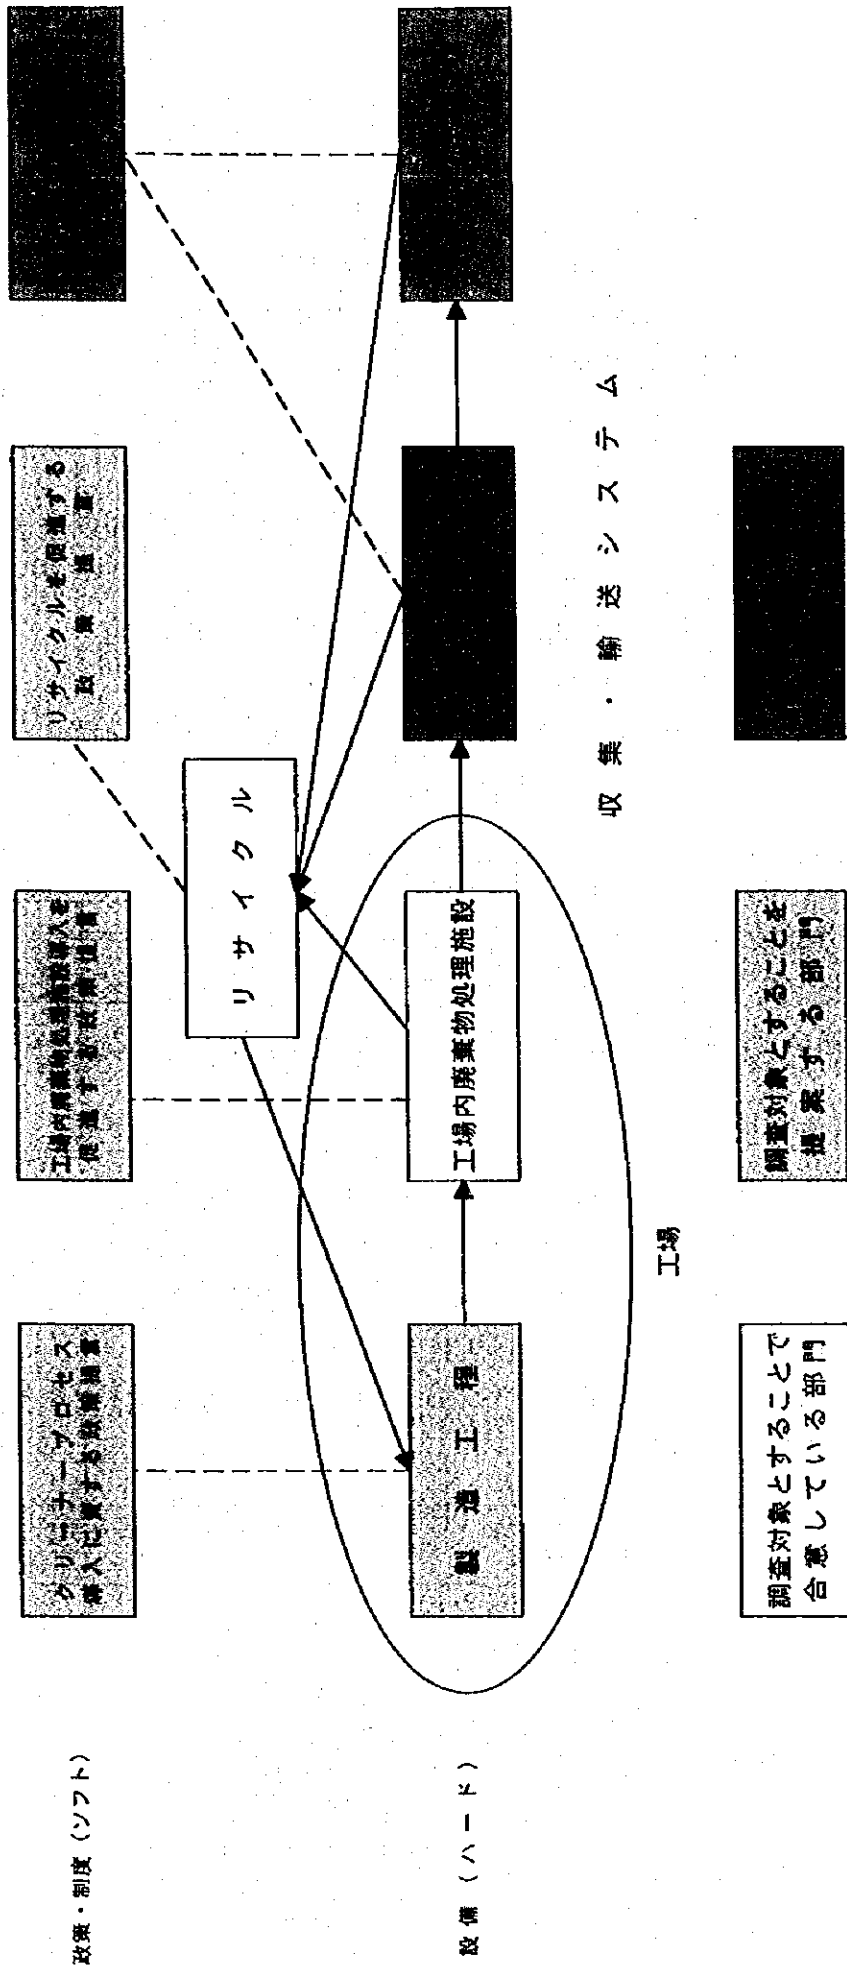 政策・制度(ソフト)
クリーナープロセス
導入に資する政策提言
工場内廃棄物処理施設導入を
促進する政策提言
リサイクルを促進する
政策提言
リサイクル
設備(ハード)
製造工程
工場内廃棄物処理施設
工場
収集・輸送システム
調査対象とすることで
合意している部門
調査対象とすることを
提案する部門